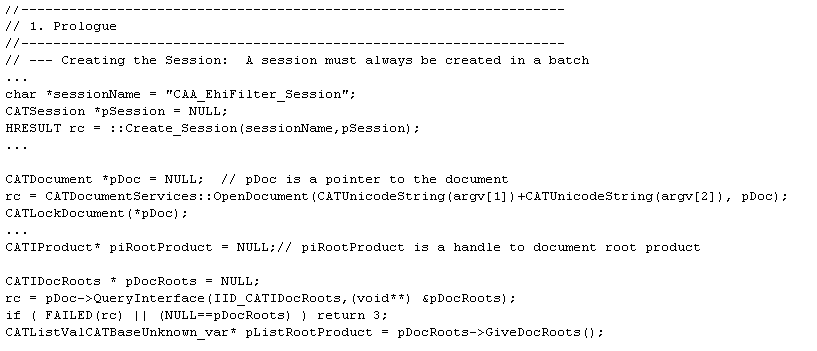 //--------------------------------------------------------------------
// 1. Prologue
//--------------------------------------------------------------------
// --- Creating the Session:  A session must always be created in a batch
...
char *sessionName = "CAA_EhiFilter_Session";
CATSession *pSession = NULL;
HRESULT rc = ::Create_Session(sessionName,pSession);
...
CATDocument *pDoc = NULL;  // pDoc is a pointer to the document
rc = CATDocumentServices::OpenDocument(CATUnicodeString(argv[1])+CATUnicodeString(argv[2]), pDoc);
CATLockDocument(*pDoc);
...
CATIProduct* piRootProduct = NULL;// piRootProduct is a handle to document root product
CATIDocRoots * pDocRoots = NULL;
rc = pDoc->QueryInterface(IID_CATIDocRoots,(void**) &pDocRoots);
if ( FAILED(rc) || (NULL==pDocRoots) ) return 3;
CATListValCATBaseUnknown_var* pListRootProduct = pDocRoots->GiveDocRoots();